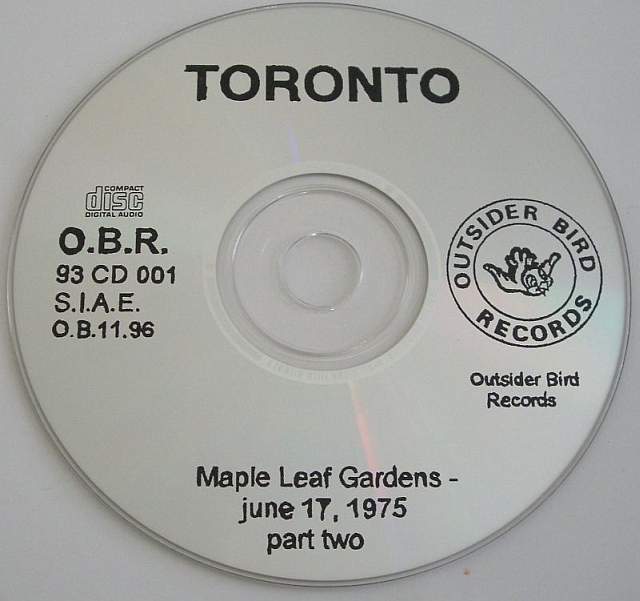 TORONTO
COMPACT
disc
DIGITAL AUDIO
O.B.R.
93 CD 001
S.I.A.E.
O.B.11.96
OUTSIDER BIRD
RECORDS
Outsider Bird
Records
Maple Leaf Gardens -
june 17, 1975
part two